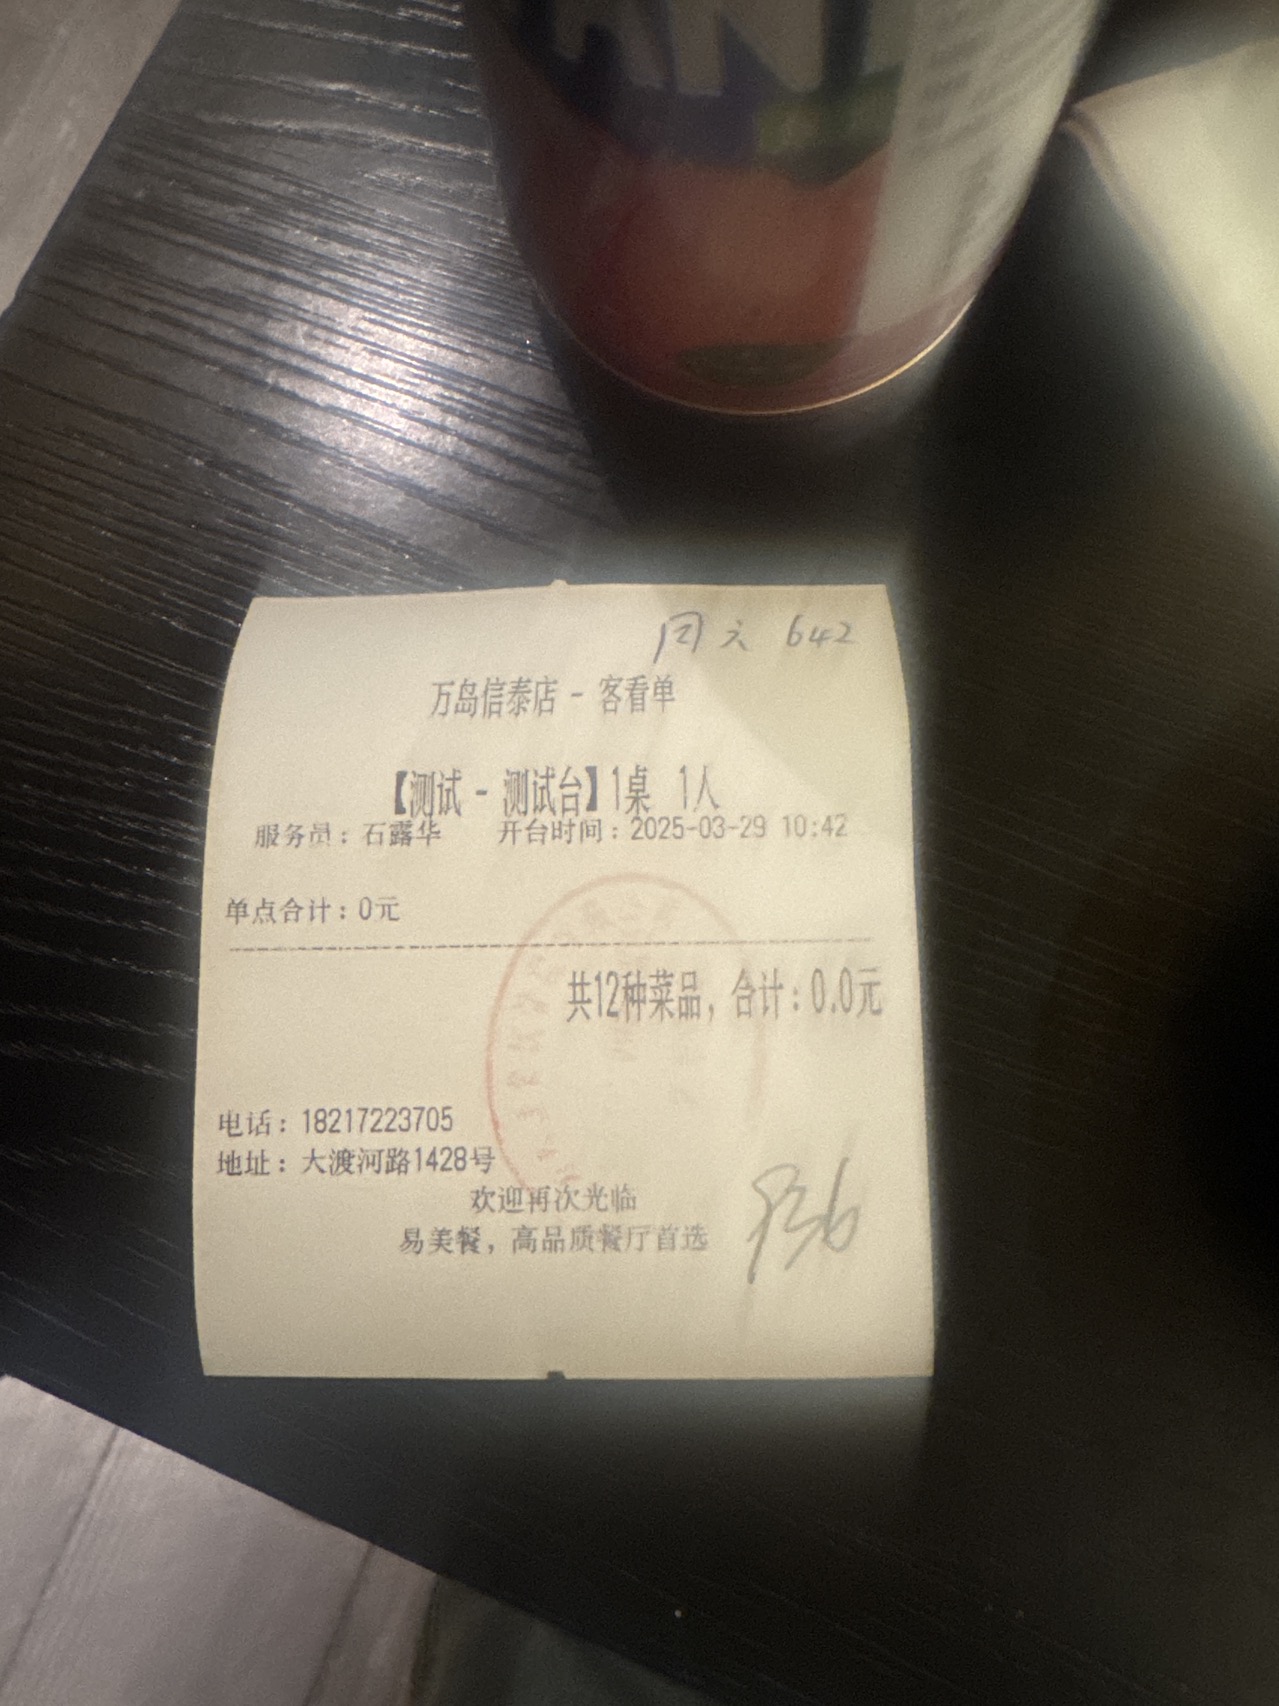 642
万岛信泰店 - 客看单
【测试 - 测试台】1桌 1人
服务员：石露华 开台时间：2025-03-29 10:42
单点合计：0元
共12种菜品，合计：0.0元
电话：18217223705
地址：大渡河路1428号
欢迎再次光临
易美餐，高品质餐厅首选